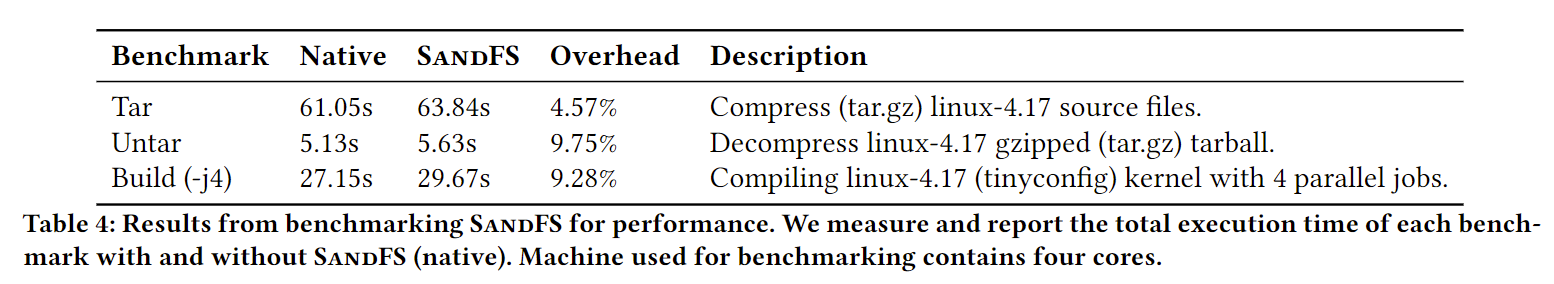 Benchmark Native SANDFS Overhead Description
Tar 61.05s 63.84s 4.57% Compress (tar.gz) linux-4.17 source files.
Untar 5.13s 5.63s 9.75% Decompress linux-4.17 gzipped (tar.gz) tarball.
Build (-j4) 27.15s 29.67s 9.28% Compiling linux-4.17 (tinyconfig) kernel with 4 parallel jobs.
Table 4: Results from benchmarking SANDFS for performance. We measure and report the total execution time of each bench-
mark with and without SANDFS (native). Machine used for benchmarking contains four cores.